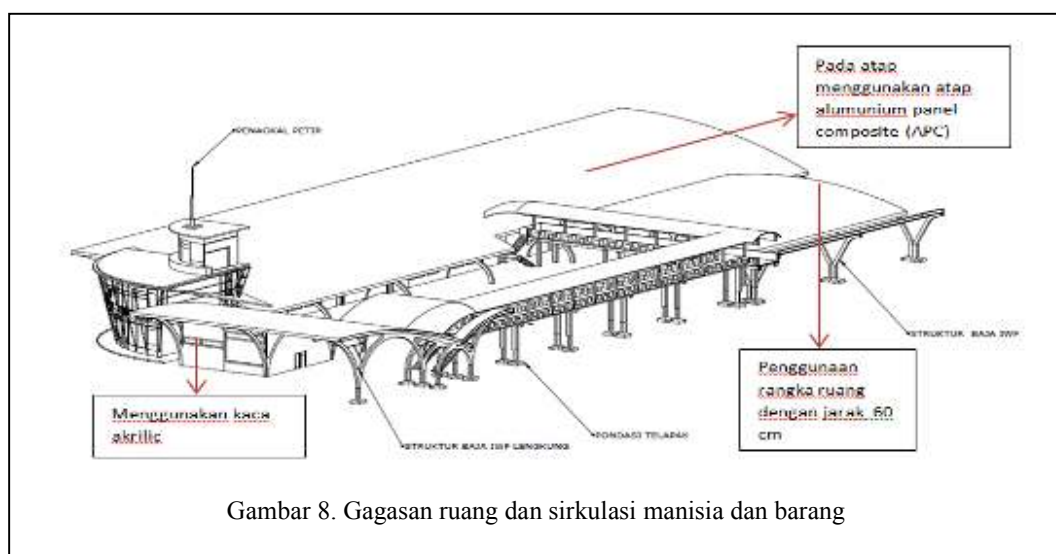 Pada atap
menggunakan atap
alumunium panel
composite (APC)
PENAGKAL PETIR
STRUKTUR BAJA IWF
Penggunaan
rangka ruang
dengan jarak 60
cm
Menggunakan kaca
akrilic
STRUKTUR BAJA IWF LENGKUNG
PONDASI TELAPAK
Gambar 8. Gagasan ruang dan sirkulasi manisia dan barang